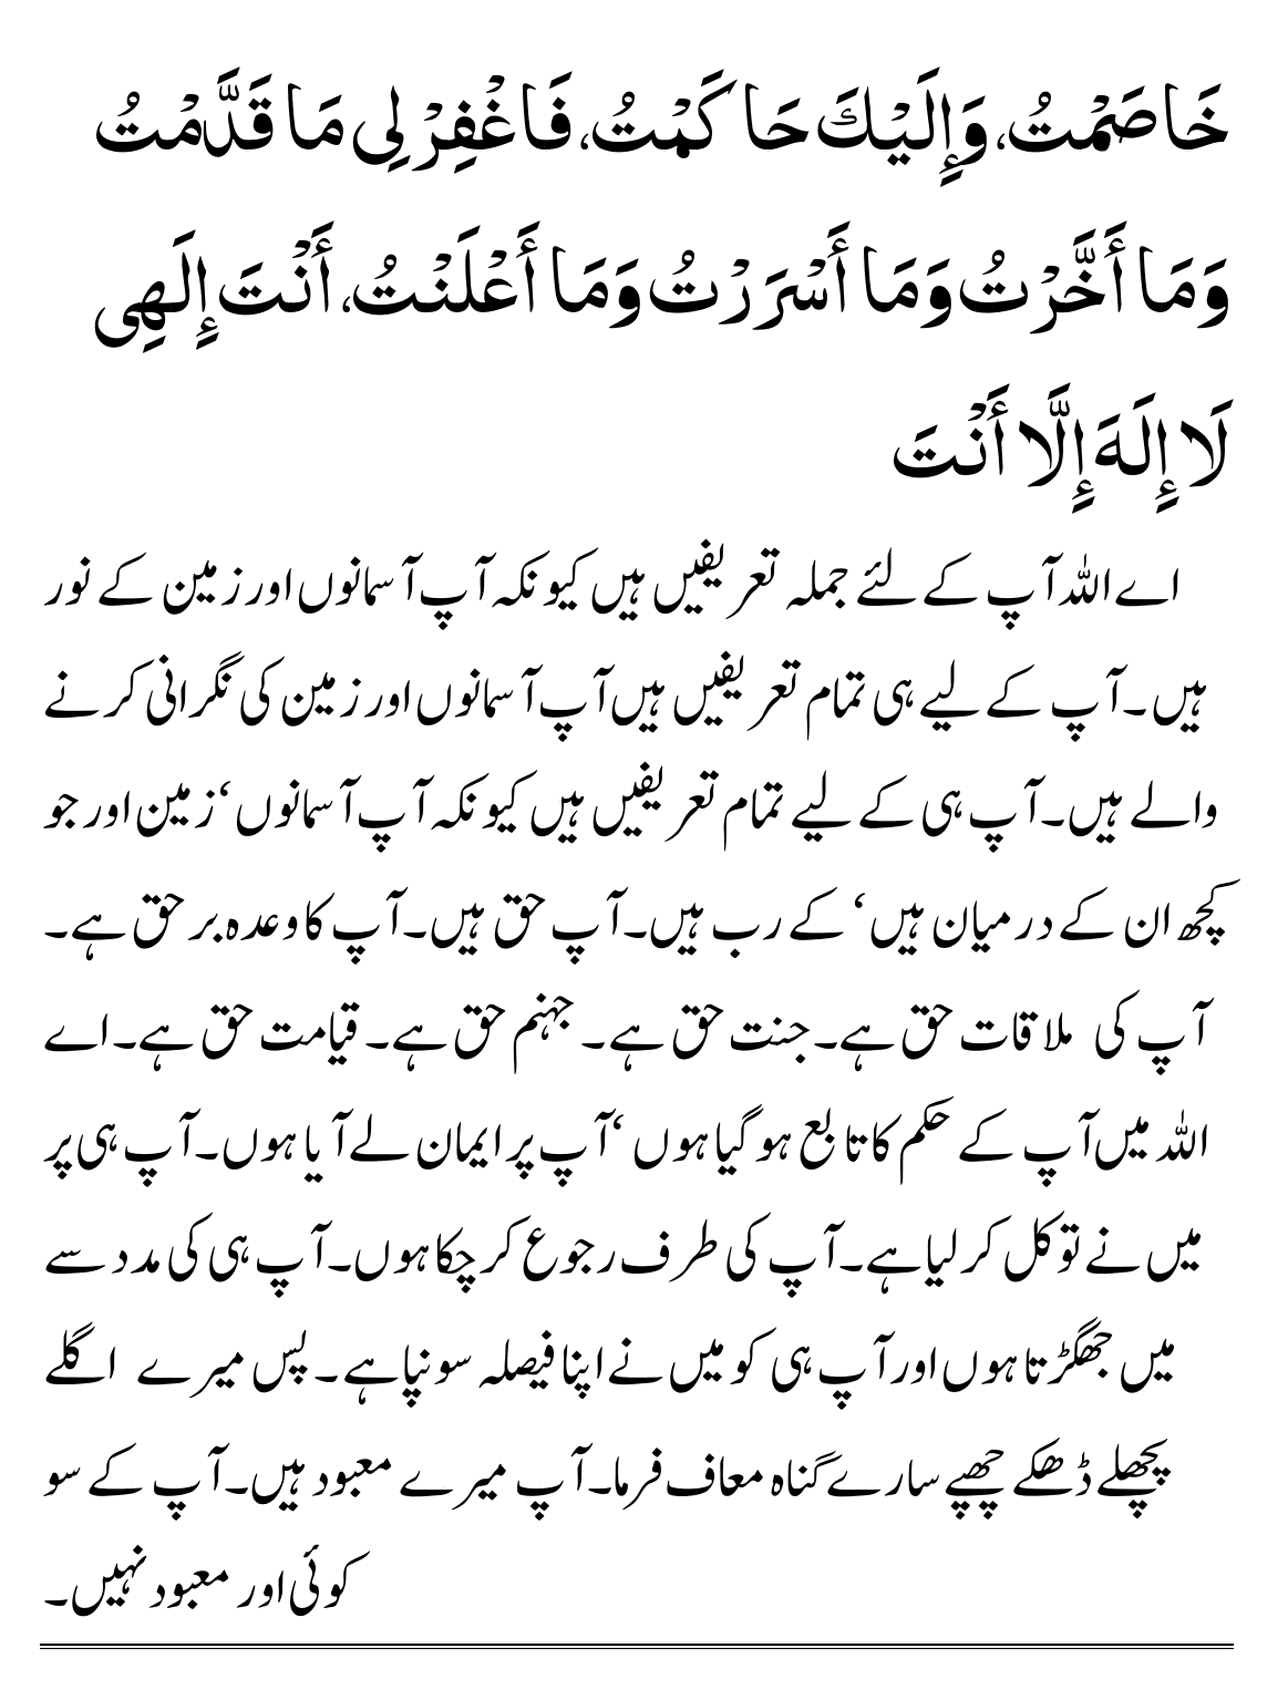 خَاصَمْتُ، وَإِلَيْكَ حَاكَمْتُ، فَاغْفِرْ لِي مَا قَدَّمْتُ
وَمَا أَخَّرْتُ وَمَا أَسْرَرْتُ وَمَا أَعْلَنْتُ، أَنْتَ إِلَهِي
لَا إِلَهَ إِلَّا أَنْتَ
اے اللہ آپ کے لئے جملہ تعریفیں ہیں کیونکہ آپ آسمانوں اور زمین کے نور
ہیں۔ آپ کے لیے ہی تمام تعریفیں ہیں آپ آسمانوں اور زمین کی نگرانی کرنے
والے ہیں۔ آپ ہی کے لیے تمام تعریفیں ہیں کیونکہ آپ آسمانوں‘ زمین اور جو
کچھ ان کے درمیان ہیں‘ کے رب ہیں۔ آپ حق ہیں۔ آپ کا وعدہ بر حق ہے۔
آپ کی ملاقات حق ہے۔ جنت حق ہے۔ جہنم حق ہے۔ قیامت حق ہے۔ اے
اللہ میں آپ کے حکم کا تابع ہو گیا ہوں‘ آپ پر ایمان لے آیا ہوں۔ آپ ہی پر
میں نے توکل کر لیا ہے۔ آپ کی طرف رجوع کر چکا ہوں۔ آپ ہی کی مدد سے
میں جھگڑتا ہوں اور آپ ہی کو میں نے اپنا فیصلہ سونپا ہے۔ پس میرے اگلے
پچھلے ڈھکے چھپے سارے گناہ معاف فرما۔ آپ میرے معبود ہیں۔ آپ کے سو
کوئی اور معبود نہیں۔